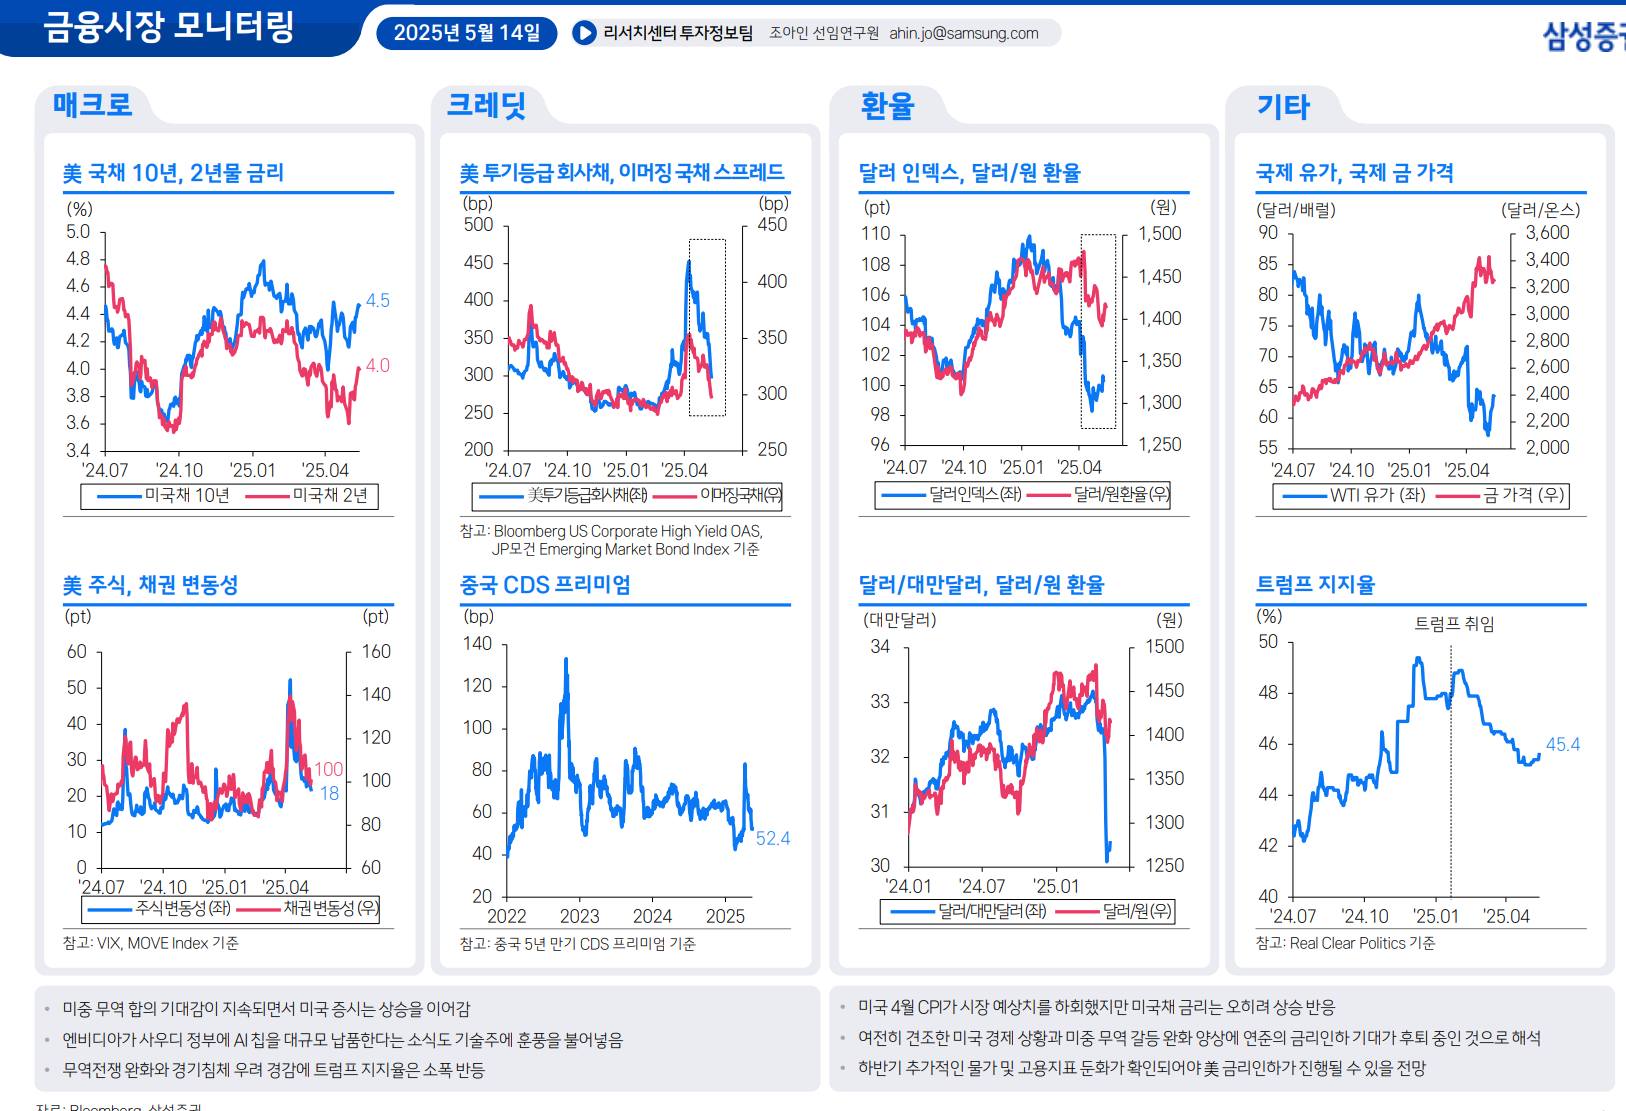 금융시장 모니터링
2025년 5월 14일
리서치센터 투자정보팀 조아인 선임연구원 ahin.jo@samsung.com
삼성증권
매크로
美 국채 10년, 2년물 금리
(%)
5.0
4.8
4.6
4.4
4.2
4.0
3.8
3.6
3.4
4.5
4.0
'24.07 '24.10 '25.01 '25.04
미국채 10년 미국채 2년
美 주식, 채권 변동성
(pt) (pt)
60 160
50 140
40 120
30 100
20 80
10 60
0
100
18
'24.07 '24.10 '25.01 '25.04
주식변동성(좌) 채권변동성(우)
참고: VIX, MOVE Index 기준
크레딧
美 투기등급 회사채, 이머징 국채 스프레드
(bp) (bp)
500 450
450 400
400 350
350 300
300 250
250
200
'24.07 '24.10 '25.01 '25.04
美투기등급회사채(좌) 이머징국채(우)
참고: Bloomberg US Corporate High Yield OAS,
JP모건 Emerging Market Bond Index 기준
중국 CDS 프리미엄
(bp)
140
120
100
80
60
40
20
52.4
2022 2023 2024 2025
참고: 중국 5년 만기 CDS 프리미엄 기준
환율
달러 인덱스, 달러/원 환율
(pt) (원)
110 1,500
108 1,450
106 1,400
104 1,350
102 1,300
100 1,250
98
96
'24.07 '24.10 '25.01 '25.04
달러인덱스(좌) 달러/원환율(우)
달러/대만달러, 달러/원 환율
(대만달러) (원)
34 1500
33 1450
32 1400
31 1350
30 1300
1250
'24.01 '24.07 '25.01
달러/대만달러(좌) 달러/원(우)
기타
국제 유가, 국제 금 가격
(달러/배럴) (달러/온스)
90 3,600
85 3,400
80 3,200
75 3,000
70 2,800
65 2,600
60 2,400
55 2,200
2,000
'24.07 '24.10 '25.01 '25.04
WTI 유가 (좌) 금 가격 (우)
트럼프 지지율
(%)
트럼프 취임
50
48
46
44
42
40
45.4
'24.07 '24.10 '25.01 '25.04
참고: Real Clear Politics 기준
• 미중 무역 합의 기대감이 지속되면서 미국 증시는 상승을 이어감
• 엔비디아가 사우디 정부에 AI 칩을 대규모 납품한다는 소식도 기술주에 훈풍을 불어넣음
• 무역전쟁 완화와 경기침체 우려 경감에 트럼프 지지율은 소폭 반등
• 미국 4월 CPI가 시장 예상치를 하회했지만 미국채 금리는 오히려 상승 반응
• 여전히 견조한 미국 경제 상황과 미중 무역 갈등 완화 양상에 연준의 금리인하 기대가 후퇴 중인 것으로 해석
• 하반기 추가적인 물가 및 고용지표 둔화가 확인되어야 美 금리인하가 진행될 수 있을 전망
자료: Bloomberg, 삼성증권